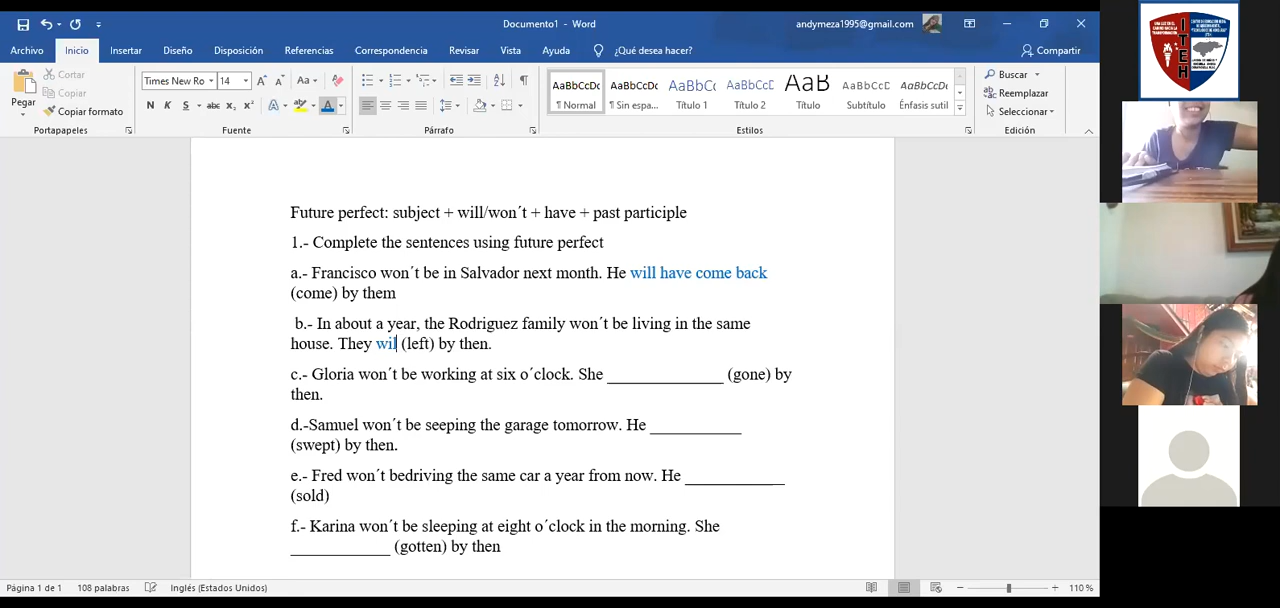 Documento1 - Word
andymeza1995@gmail.com
Archivo Inicio Insertar Diseño Disposición Referencias Correspondencia Revisar Vista Ayuda ¿Qué desea hacer? Compartir
Pegar
Cortar
Copiar
Copiar formato
Portapapeles
Times New Ro 14
N K S abc x₂ x²
Fuente
Párrafo
AaBbCcDc AaBbCcDc AaBbC AaBbCcC AaB AaBbCcD AaBbCcDc
¶ Normal ¶ Sin espa... Título 1 Título 2 Título Subtítulo Énfasis sutil
Estilos
Buscar
Reemplazar
Seleccionar
Edición
Future perfect: subject + will/won´t + have + past participle
1.- Complete the sentences using future perfect
a.- Francisco won´t be in Salvador next month. He will have come back
(come) by them
b.- In about a year, the Rodriguez family won´t be living in the same
house. They wil (left) by then.
c.- Gloria won´t be working at six o´clock. She ______________ (gone) by
then.
d.-Samuel won´t be seeping the garage tomorrow. He ___________
(swept) by then.
e.- Fred won´t bedriving the same car a year from now. He ____________
(sold)
f.- Karina won´t be sleeping at eight o´clock in the morning. She
____________ (gotten) by then
Página 1 de 1 108 palabras Inglés (Estados Unidos) 110 %
ITEH